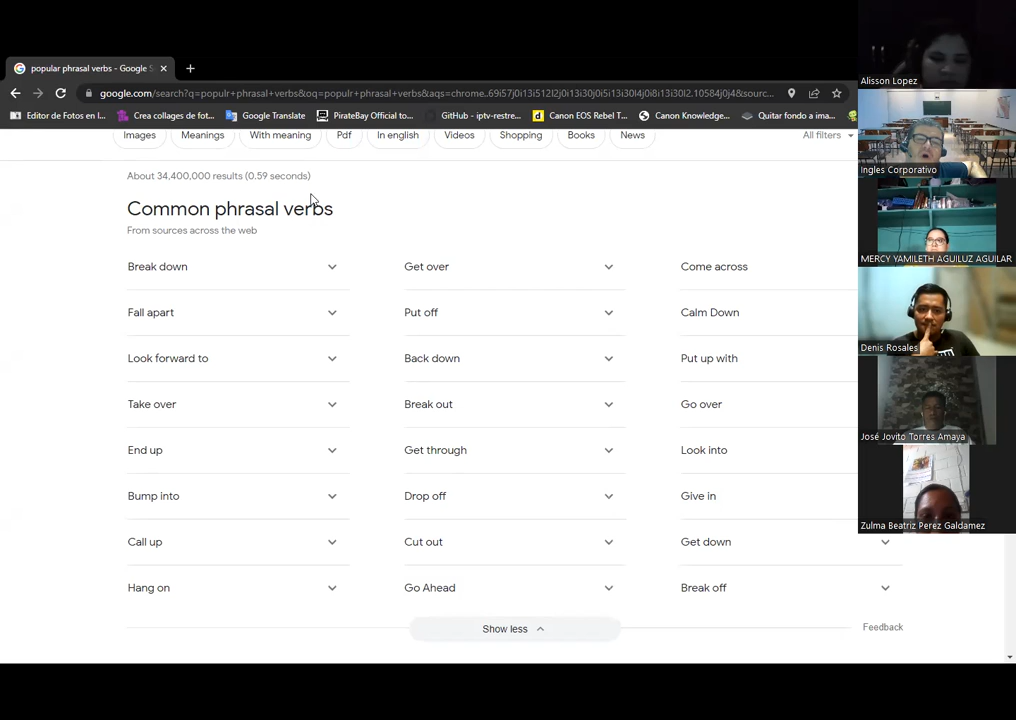 popular phrasal verbs - Google S
google.com/search?q=populr+phrasal+verbs&oq=populr+phrasal+verbs&aqs=chrome..69i57j0i13i512l2j0i13i30j0i5i13i30l4j0i8i13i30l2.10584j0j4&sourc...
Editor de Fotos en l...
Crea collages de fot...
Google Translate
PirateBay Official to...
GitHub - iptv-restre...
Canon EOS Rebel T...
Canon Knowledge...
Quitar fondo a ima...
Images
Meanings
With meaning
Pdf
In english
Videos
Shopping
Books
News
All filters
About 34,400,000 results (0.59 seconds)
Common phrasal verbs
From sources across the web
Break down
Get over
Come across
Fall apart
Put off
Calm Down
Look forward to
Back down
Put up with
Take over
Break out
Go over
End up
Get through
Look into
Bump into
Drop off
Give in
Call up
Cut out
Get down
Hang on
Go Ahead
Break off
Show less
Feedback
Alisson Lopez
Ingles Corporativo
MERCY YAMILETH AGUILUZ AGUILAR
Denis Rosales
José Jovito Torres Amaya
Zulma Beatriz Perez Galdamez